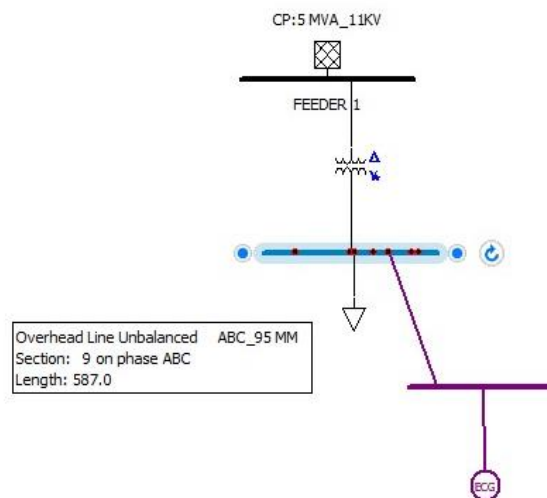 CP:5 MVA_11KV
FEEDER 1
Overhead Line Unbalanced ABC_95 MM
Section: 9 on phase ABC
Length: 587.0
ECG